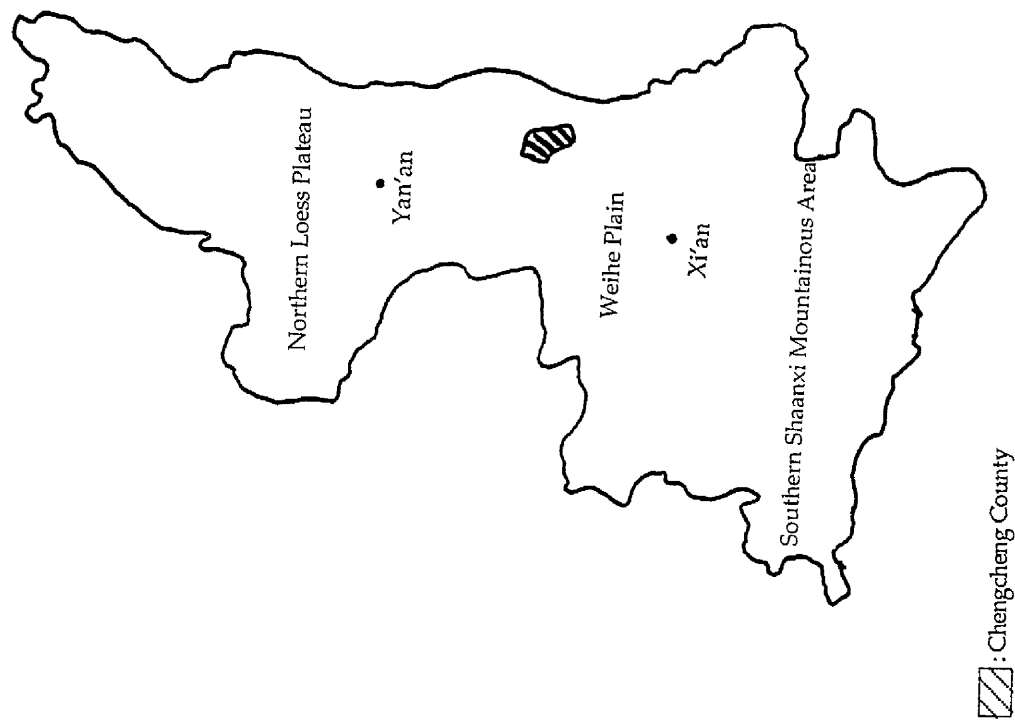 Northern Loess Plateau
Yan'an
Weihe Plain
Xi'an
Southern Shaanxi Mountainous Area
: Chengcheng County